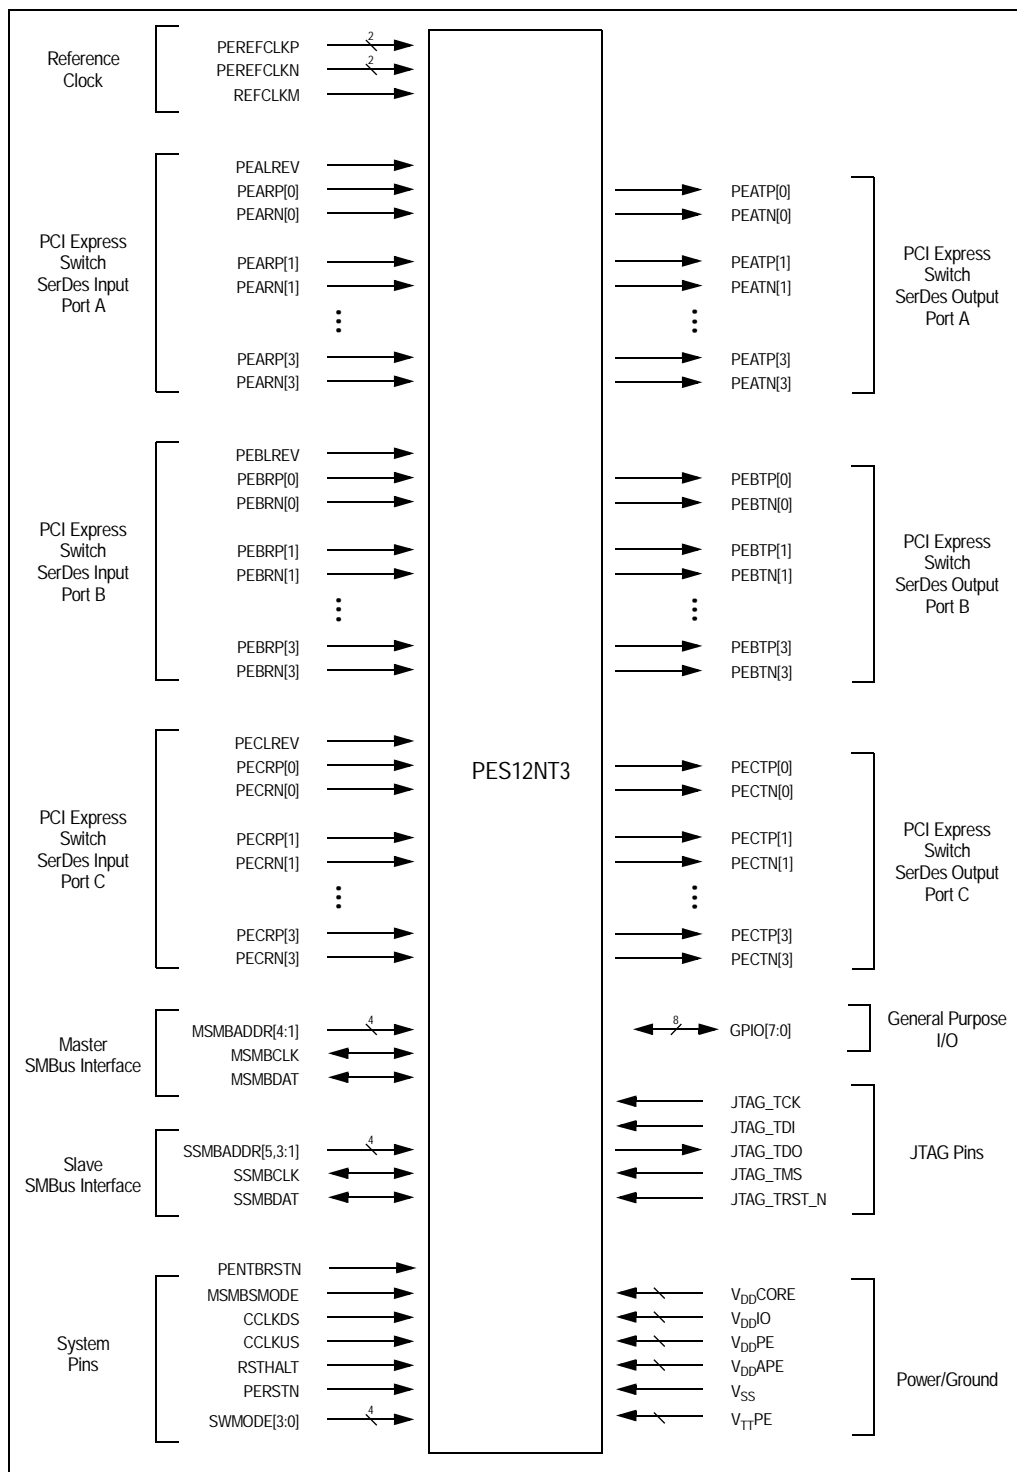 Reference
Clock
PEREFCLKP
2
PEREFCLKN
2
REFCLKM
PCI Express
Switch
SerDes Input
Port A
PEALREV
PEARP[0]
PEARN[0]
PEARP[1]
PEARN[1]
PEARP[3]
PEARN[3]
PEATP[0]
PEATN[0]
PEATP[1]
PEATN[1]
PEATP[3]
PEATN[3]
PCI Express
Switch
SerDes Output
Port A
PCI Express
Switch
SerDes Input
Port B
PEBLREV
PEBRP[0]
PEBRN[0]
PEBRP[1]
PEBRN[1]
PEBRP[3]
PEBRN[3]
PEBTP[0]
PEBTN[0]
PEBTP[1]
PEBTN[1]
PEBTP[3]
PEBTN[3]
PCI Express
Switch
SerDes Output
Port B
PES12NT3
PCI Express
Switch
SerDes Input
Port C
PECLREV
PECRP[0]
PECRN[0]
PECRP[1]
PECRN[1]
PECRP[3]
PECRN[3]
PECTP[0]
PECTN[0]
PECTP[1]
PECTN[1]
PECTP[3]
PECTN[3]
PCI Express
Switch
SerDes Output
Port C
Master
SMBus Interface
MSMBADDR[4:1]
4
MSMBCLK
MSMBDAT
8
GPIO[7:0]
General Purpose
I/O
Slave
SMBus Interface
SSMBADDR[5,3:1]
4
SSMBCLK
SSMBDAT
JTAG_TCK
JTAG_TDI
JTAG_TDO
JTAG_TMS
JTAG_TRST_N
JTAG Pins
System
Pins
PENTBRSTN
MSMBSMODE
CCLKDS
CCLKUS
RSTHALT
PERSTN
SWMODE[3:0]
4
VDDCORE
VDDIO
VDDPE
VDDAPE
VSS
VTTPE
Power/Ground